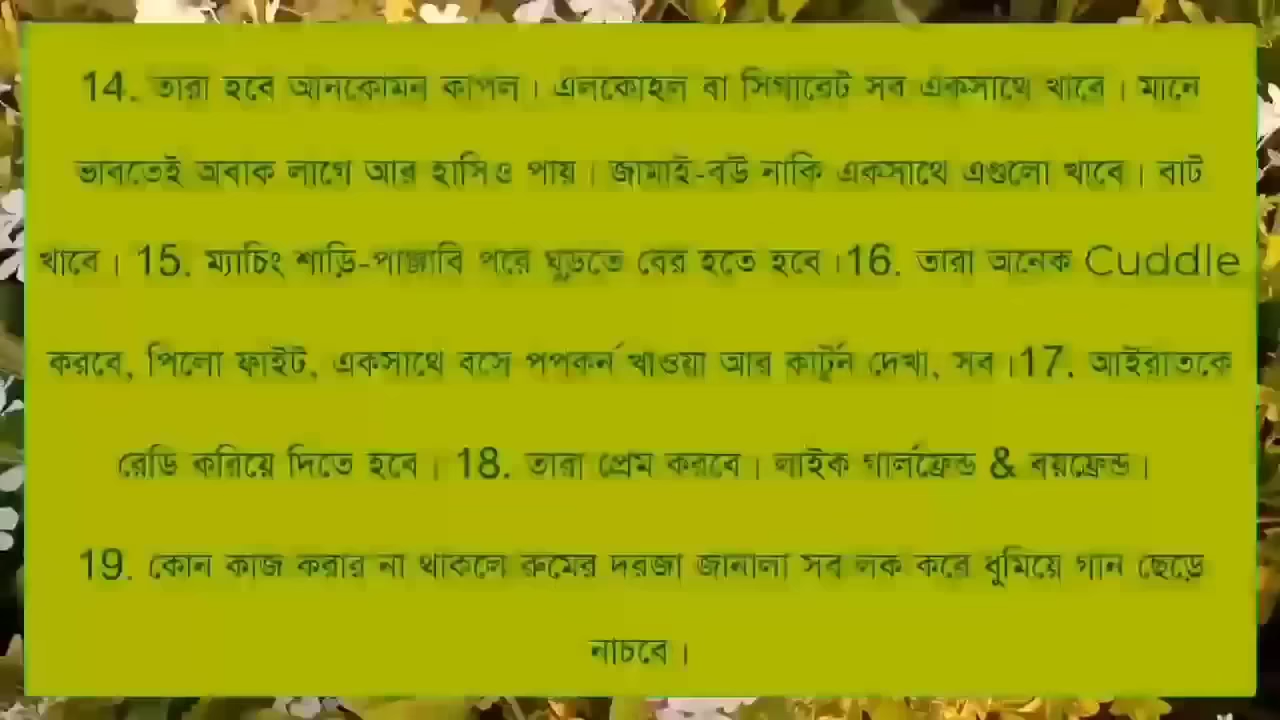 14. তারা হবে আনকোমন কাপল। এলকোহল বা সিগারেট সব একসাথে খাবে। মানে
ভাবতেই অবাক লাগে আর হাসিও পায়। জামাই-বউ নাকি একসাথে এগুলো খাবে। বাট
খাবে। 15. ম্যাচিং শাড়ি-পাঞ্জাবি পরে ঘুড়তে বের হতে হবে।16. তারা অনেক Cuddle
করবে, পিলো ফাইট, একসাথে বসে পপকর্ন খাওয়া আর কার্টুন দেখা, সব।17. আইরাতকে
রেডি করিয়ে দিতে হবে। 18. তারা প্রেম করবে। লাইক গার্লফ্রেন্ড & বয়ফ্রেন্ড।
19. কোন কাজ করার না থাকলে রুমের দরজা জানালা সব লক করে ধুমিয়ে গান ছেড়ে
নাচবে।